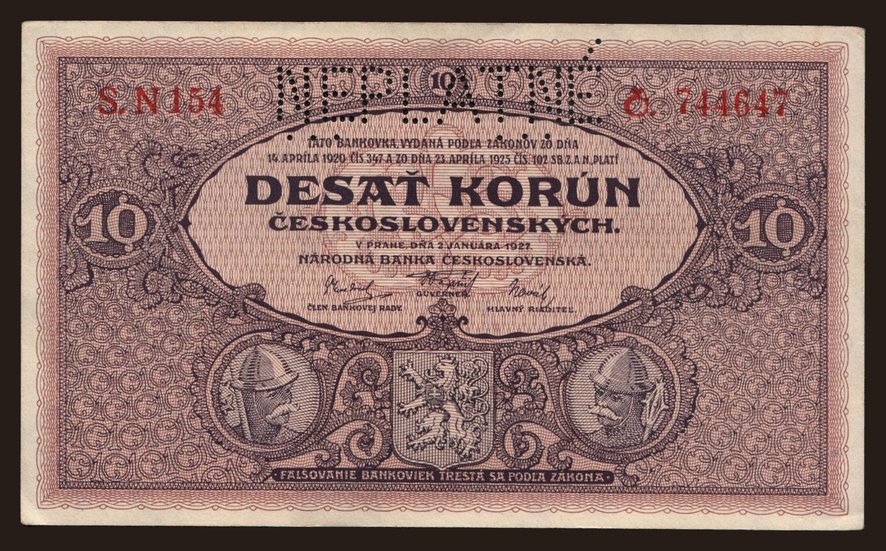 NEPLATNÉ
10
S. N 154
Č. 744647
TÁTO BANKOVKA, VYDANÁ PODĽA ZÁKONOV ZO DŇA
14. APRÍLA 1920 ČÍS. 347 A ZO DŇA 23. APRÍLA 1925 ČÍS. 102 SB. Z. A N. PLATÍ
DESAŤ KORÚN
ČESKOSLOVENSKÝCH.
10
10
V PRAHE, DŇA 2. JANUÁRA 1927.
NÁRODNÁ BANKA ČESKOSLOVENSKÁ.
ČLEN BANKOVEJ RADY.
GUVERNER.
HLAVNÝ RIADITEĽ.
FALŠOVANIE BANKOVIEK TRESTÁ SA PODĽA ZÁKONA